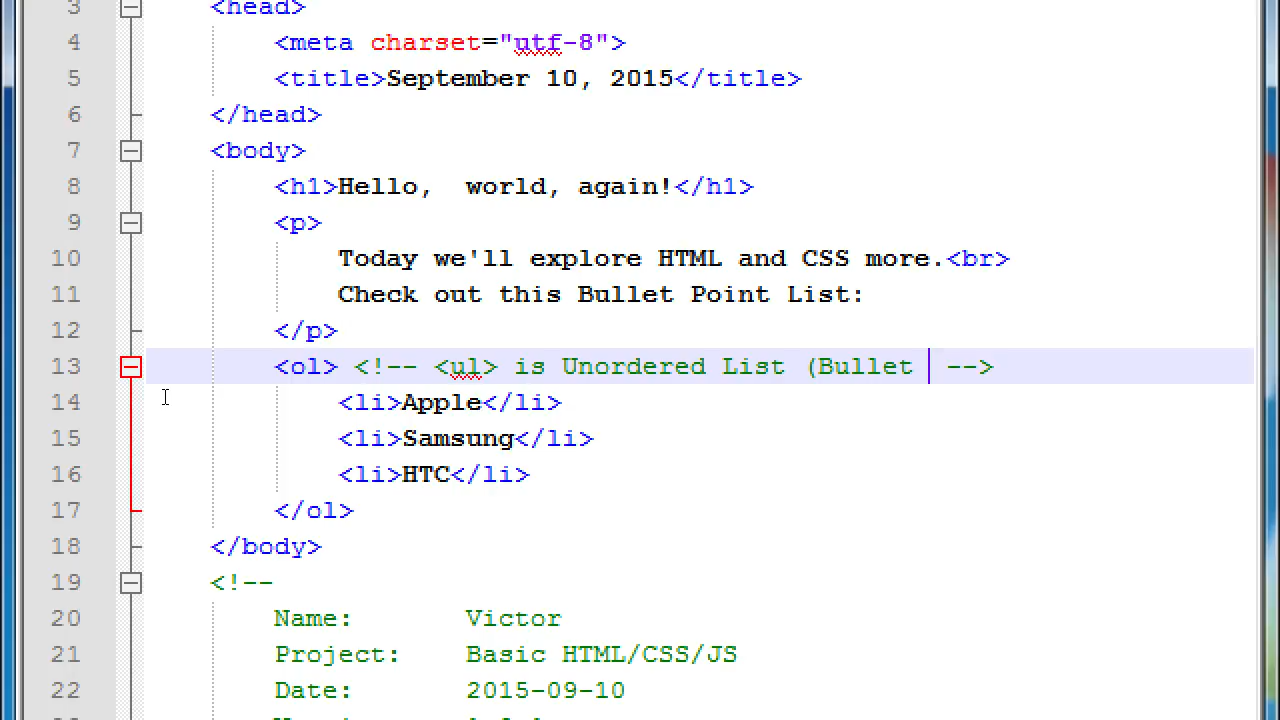 3 <head>
4 <meta charset="utf-8">
5 <title>September 10, 2015</title>
6 </head>
7 <body>
8 <h1>Hello,  world, again!</h1>
9 <p>
10 Today we'll explore HTML and CSS more.<br>
11 Check out this Bullet Point List:
12 </p>
13 <ol> <!-- <ul> is Unordered List (Bullet  -->
14 <li>Apple</li>
15 <li>Samsung</li>
16 <li>HTC</li>
17 </ol>
18 </body>
19 <!--
20 Name: Victor
21 Project: Basic HTML/CSS/JS
22 Date: 2015-09-10